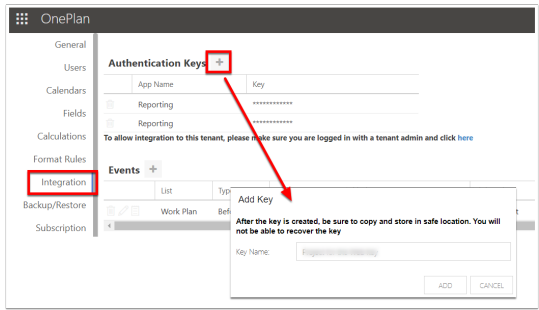 OnePlan
General
Users
Calendars
Fields
Calculations
Format Rules
Integration
Backup/Restore
Subscription
Authentication Keys +
App Name Key
Reporting ************
Reporting ************
To allow integration to this tenant, please make sure you are logged in with a tenant admin and click here
Events +
List
Work Plan
Add Key
After the key is created, be sure to copy and store in safe location. You will
not be able to recover the key
Key Name:
ADD CANCEL